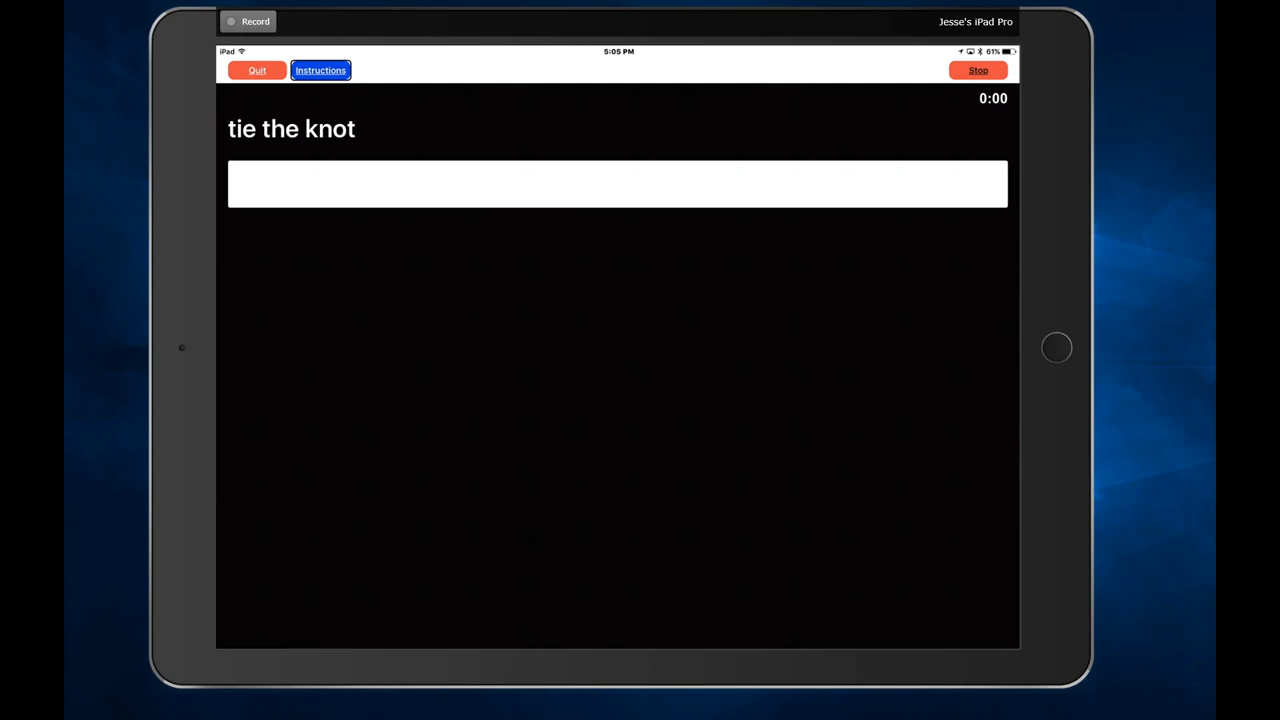 Record
Jesse's iPad Pro
iPad 5:05 PM 61%
Quit Instructions Stop
0:00
tie the knot